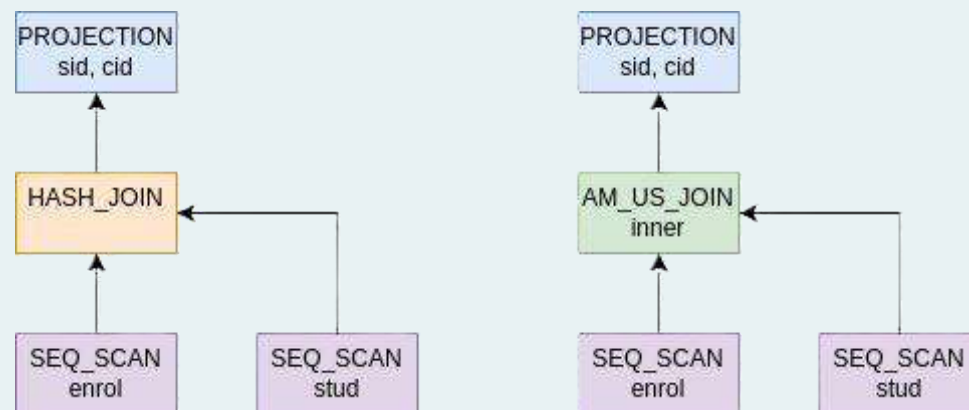 PROJECTION
sid, cid
PROJECTION
sid, cid
HASH_JOIN
AM_US_JOIN
inner
SEQ_SCAN
enrol
SEQ_SCAN
stud
SEQ_SCAN
enrol
SEQ_SCAN
stud